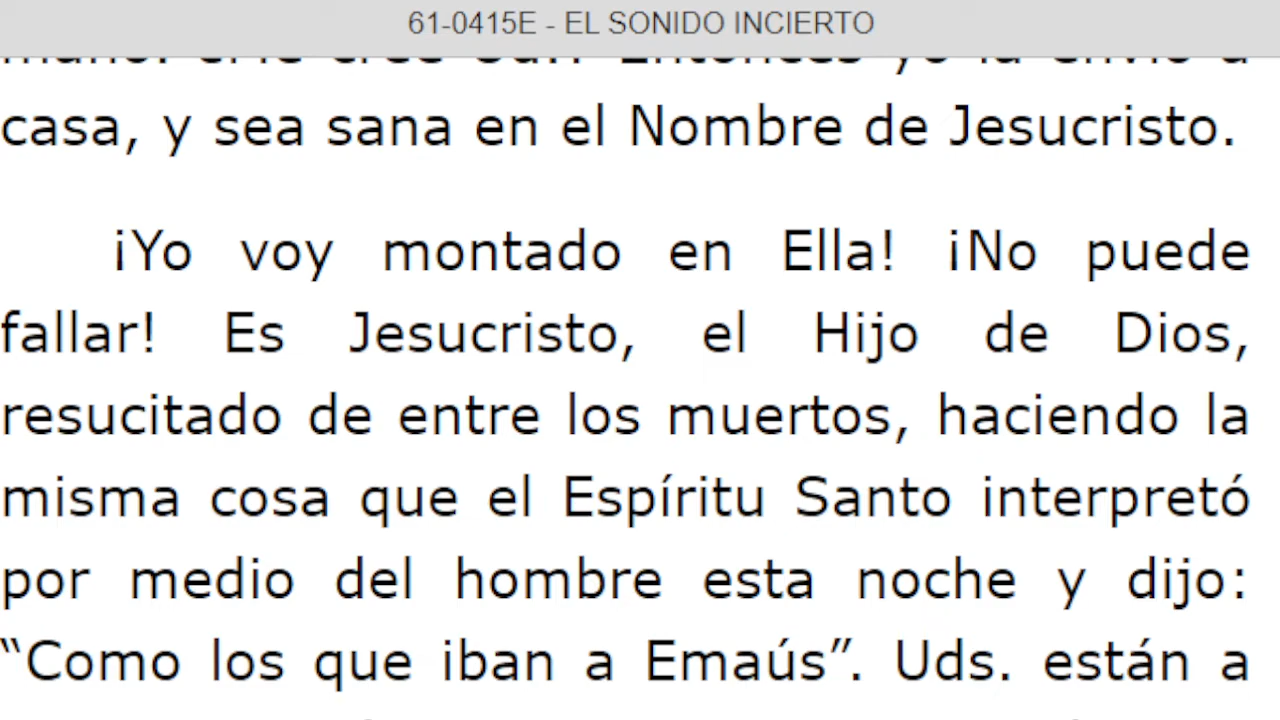 61-0415E - EL SONIDO INCIERTO
casa, y sea sana en el Nombre de Jesucristo.
¡Yo voy montado en Ella! ¡No puede
fallar! Es Jesucristo, el Hijo de Dios,
resucitado de entre los muertos, haciendo la
misma cosa que el Espíritu Santo interpretó
por medio del hombre esta noche y dijo:
“Como los que iban a Emaús”. Uds. están a